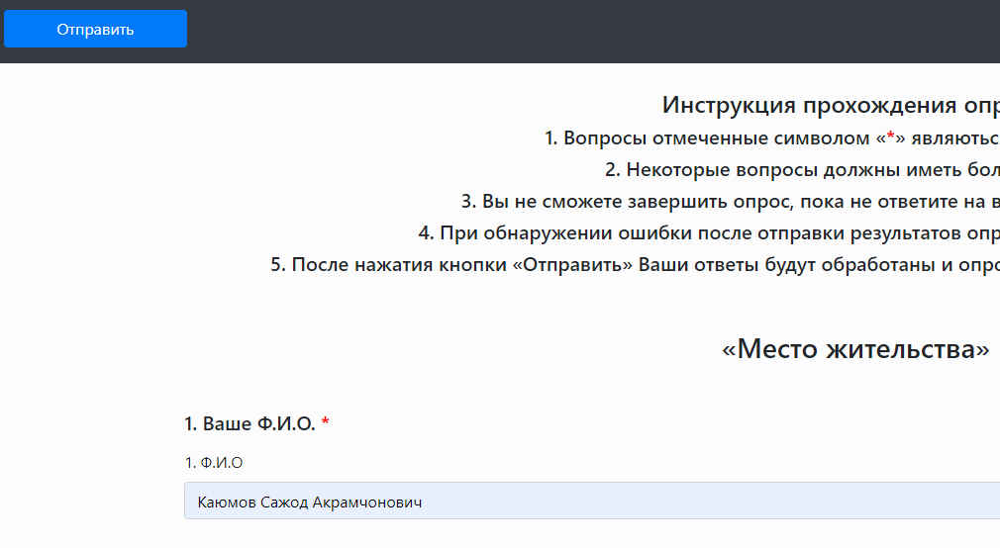 Отправить
Инструкция прохождения опр
1. Вопросы отмеченные символом «*» являютьс
2. Некоторые вопросы должны иметь бол
3. Вы не сможете завершить опрос, пока не ответите на в
4. При обнаружении ошибки после отправки результатов опр
5. После нажатия кнопки «Отправить» Ваши ответы будут обработаны и опро
«Место жительства»
1. Ваше Ф.И.О. *
1. Ф.И.О
Каюмов Сажод Акрамчонович